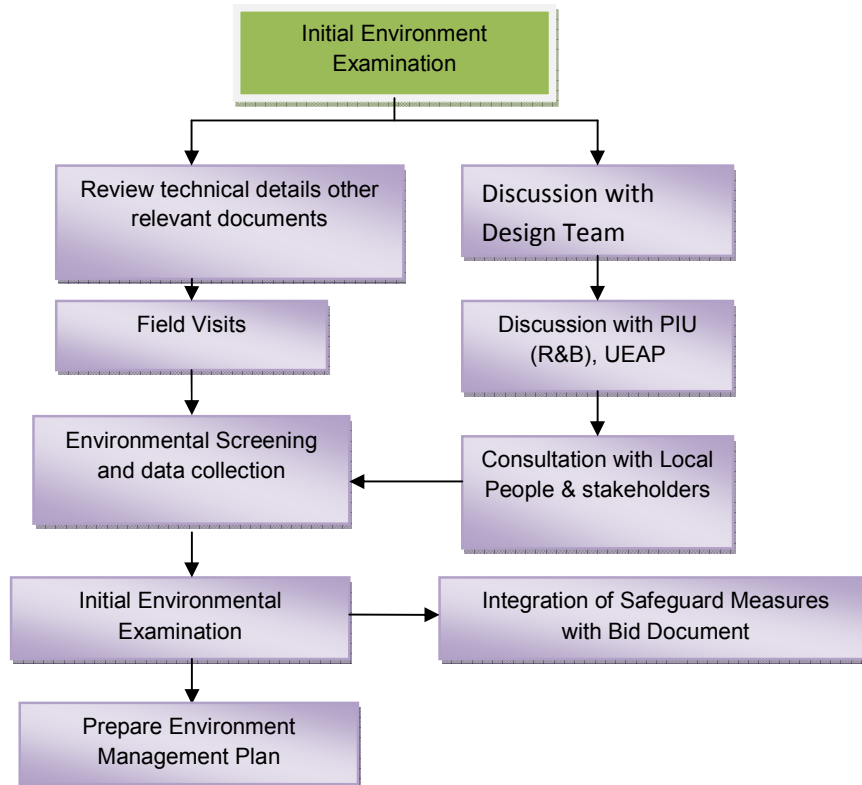 Initial Environment
Examination
Review technical details other
relevant documents
Discussion with
Design Team
Field Visits
Discussion with PIU
(R&B), UEAP
Environmental Screening
and data collection
Consultation with Local
People & stakeholders
Initial Environmental
Examination
Integration of Safeguard Measures
with Bid Document
Prepare Environment
Management Plan